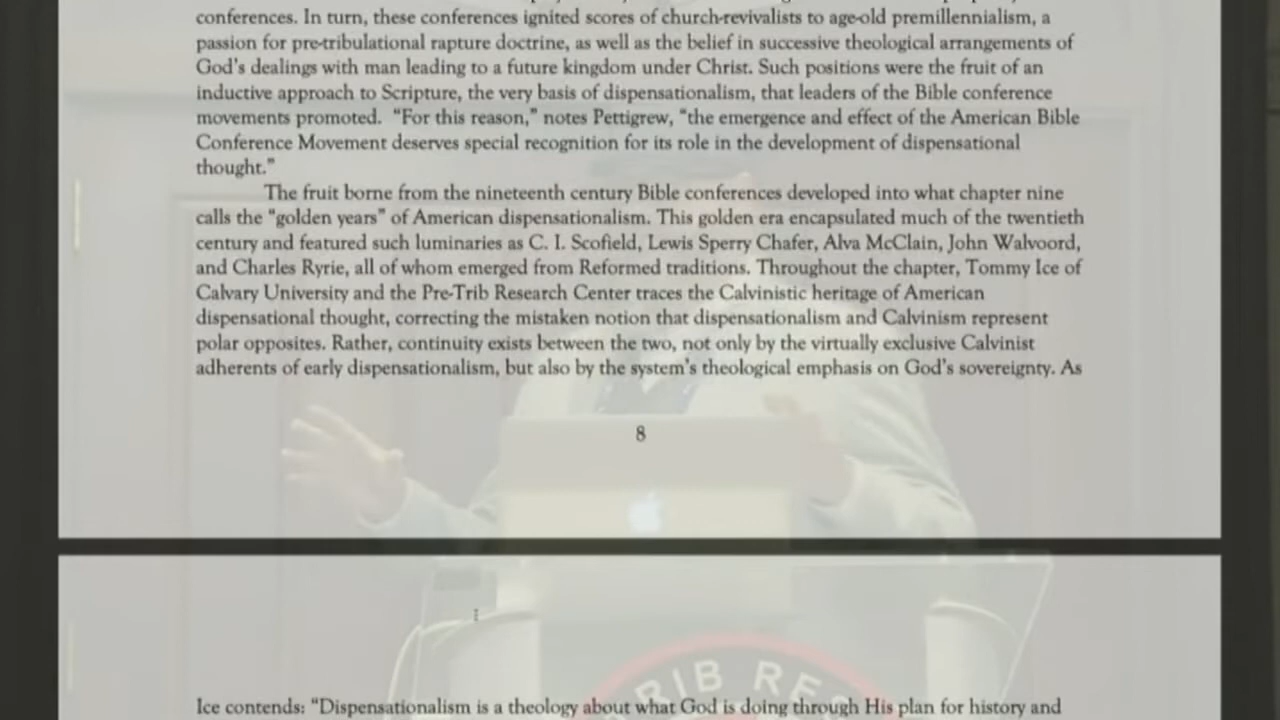 conferences. In turn, these conferences ignited scores of church-revivalists to age-old premillennialism, a
passion for pre-tribulational rapture doctrine, as well as the belief in successive theological arrangements of
God's dealings with man leading to a future kingdom under Christ. Such positions were the fruit of an
inductive approach to Scripture, the very basis of dispensationalism, that leaders of the Bible conference
movements promoted. "For this reason," notes Pettigrew, "the emergence and effect of the American Bible
Conference Movement deserves special recognition for its role in the development of dispensational
thought."
The fruit borne from the nineteenth century Bible conferences developed into what chapter nine
calls the "golden years" of American dispensationalism. This golden era encapsulated much of the twentieth
century and featured such luminaries as C. I. Scofield, Lewis Sperry Chafer, Alva McClain, John Walvoord,
and Charles Ryrie, all of whom emerged from Reformed traditions. Throughout the chapter, Tommy Ice of
Calvary University and the Pre-Trib Research Center traces the Calvinistic heritage of American
dispensational thought, correcting the mistaken notion that dispensationalism and Calvinism represent
polar opposites. Rather, continuity exists between the two, not only by the virtually exclusive Calvinist
adherents of early dispensationalism, but also by the system's theological emphasis on God's sovereignty. As
8
RIB RES
Ice contends: "Dispensationalism is a theology about what God is doing through His plan for history and